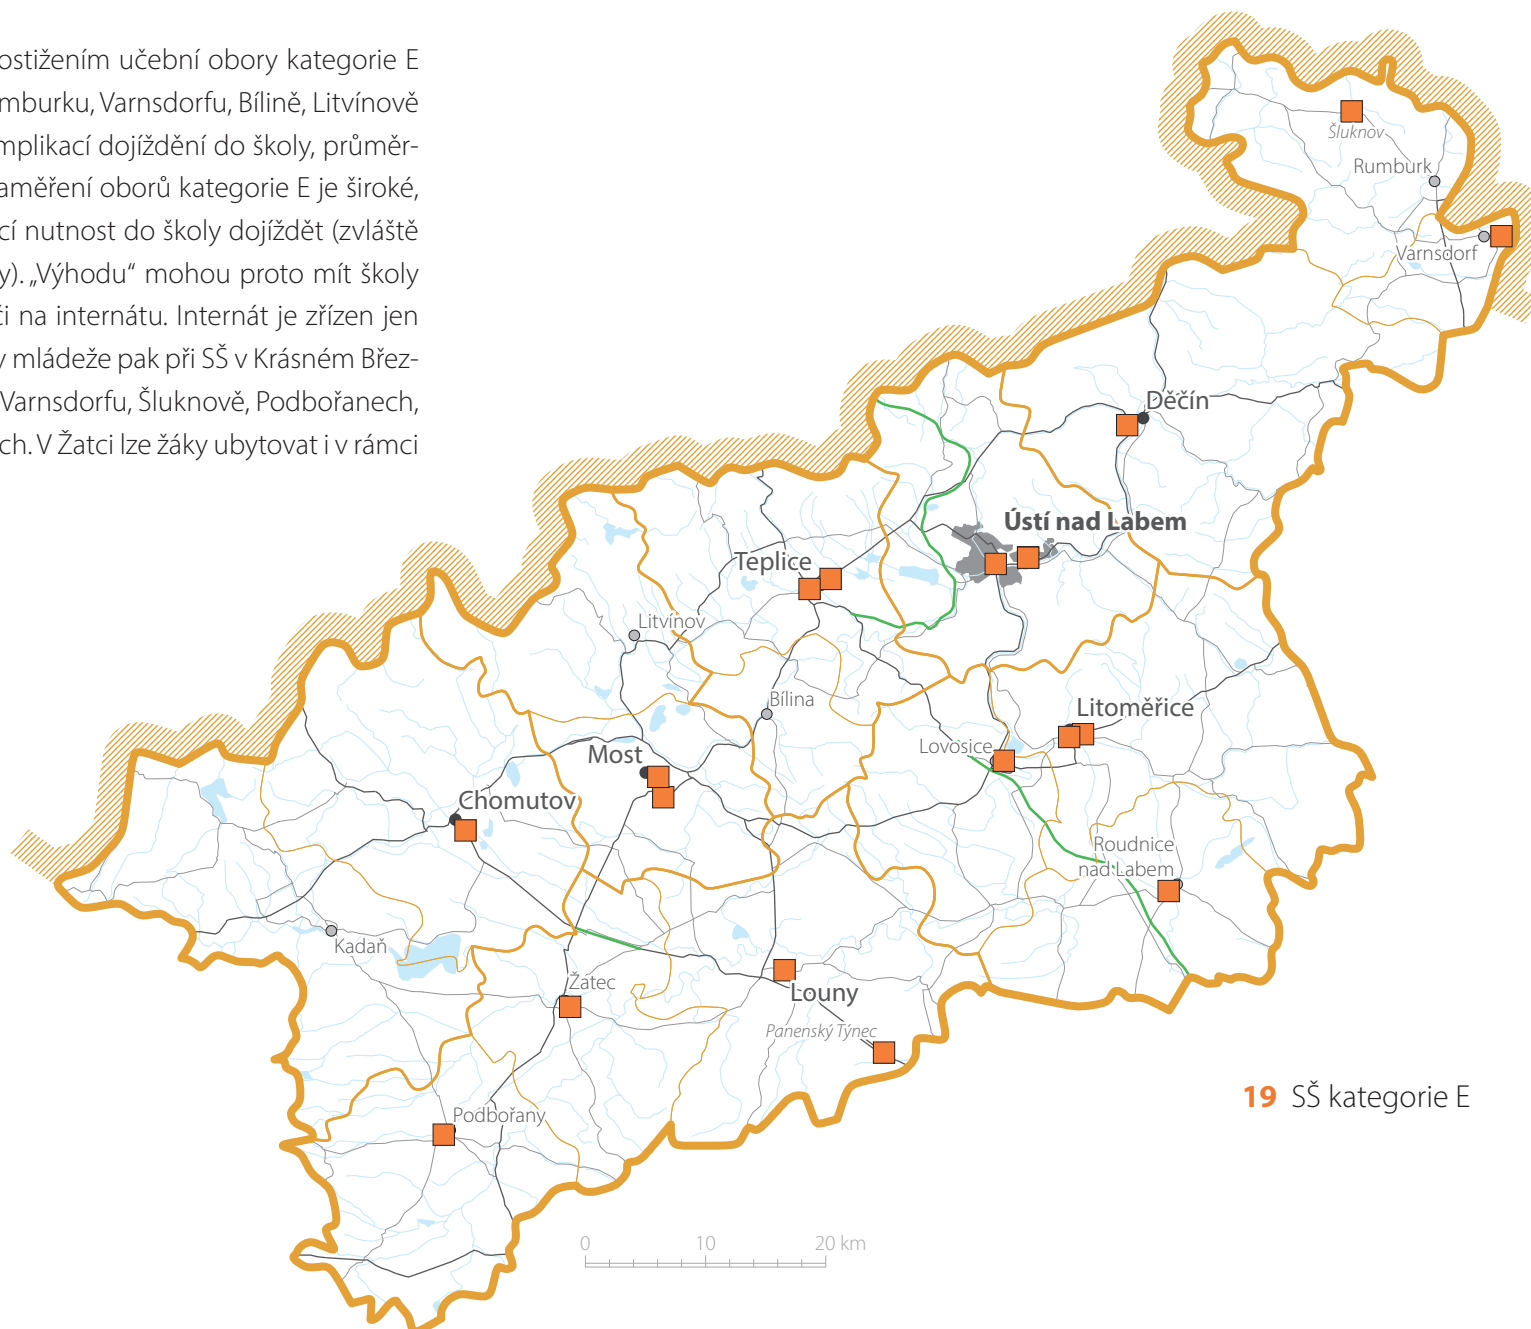 ostižením učební obory kategorie E
mburku, Varnsdorfu, Bílině, Litvínově
mplikací dojíždění do školy, průměr-
aměření oborů kategorie E je široké,
cí nutnost do školy dojíždět (zvláště
y). „Výhodu“ mohou proto mít školy
či na internátu. Internát je zřízen jen
y mládeže pak při SŠ v Krásném Břez-
Varnsdorfu, Šluknově, Podbořanech,
ch. V Žatci lze žáky ubytovat i v rámci
Šluknov
Rumburk
Varnsdorf
Děčín
Ústí nad Labem
Teplice
Litvínov
Bílina
Litoměřice
Lovosice
Most
Chomutov
Roudnice
nad Labem
Kadaň
Žatec
Louny
Panenský Týnec
Podbořany
19 SŠ kategorie E
0 10 20 km